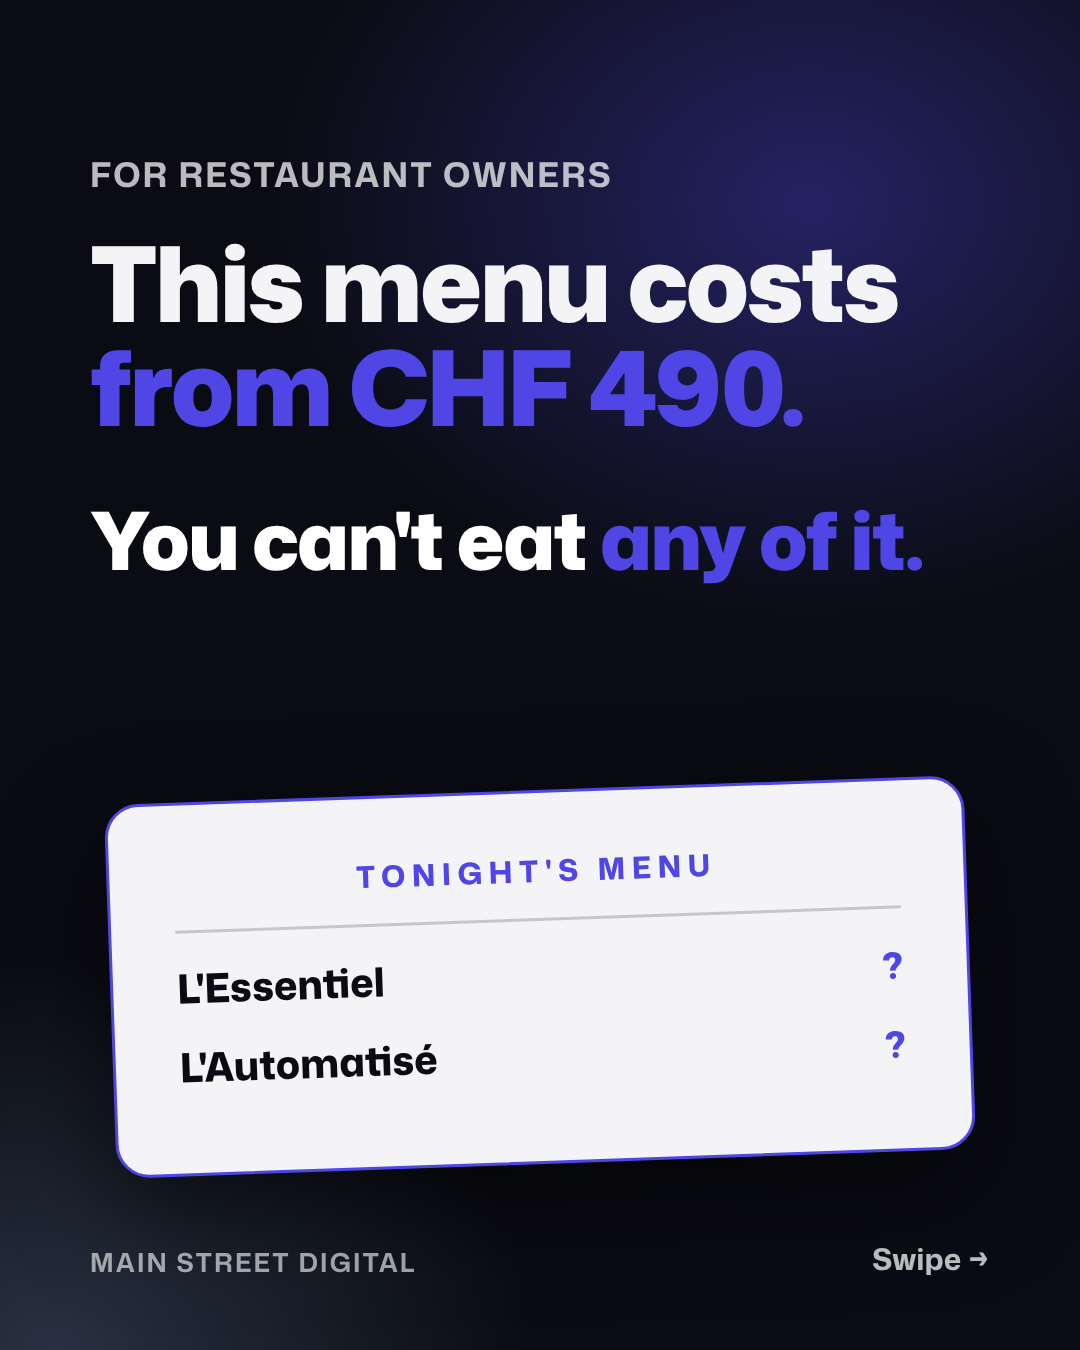 FOR RESTAURANT OWNERS
This menu costs
from CHF 490.
You can't eat any of it.
TONIGHT'S MENU
L'Essentiel ?
L'Automatisé ?
MAIN STREET DIGITAL
Swipe →